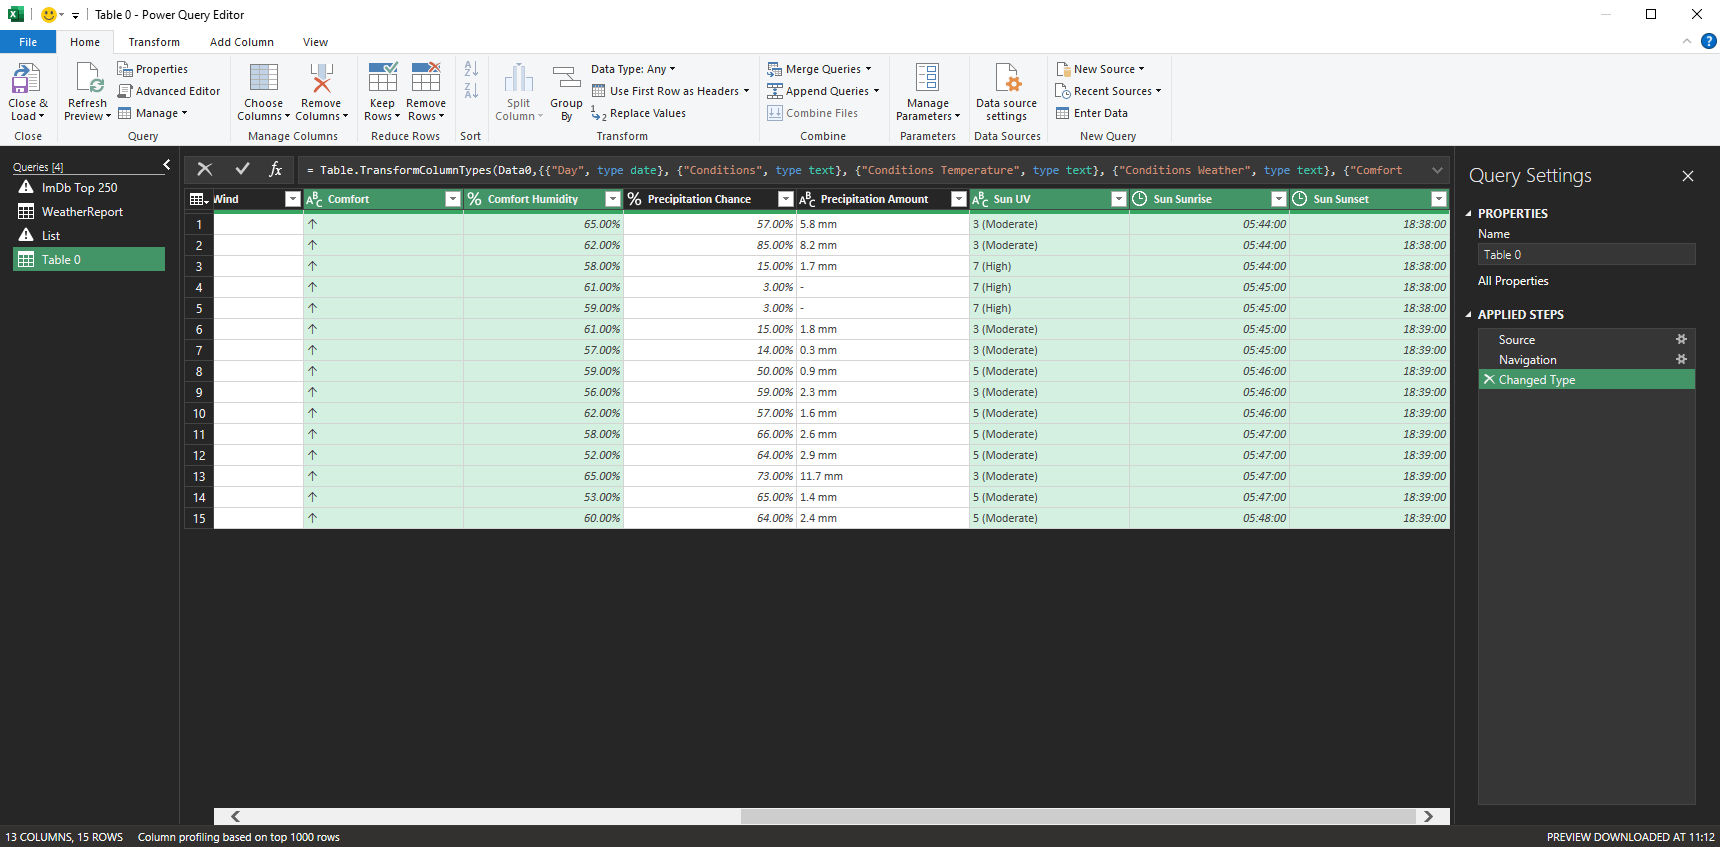 Table 0 - Power Query Editor
File Home Transform Add Column View
Close & Load
Close
Refresh Preview
Properties
Advanced Editor
Manage
Query
Choose Columns
Remove Columns
Manage Columns
Keep Rows
Remove Rows
Reduce Rows
Sort
Split Column
Group By
Data Type: Any
Use First Row as Headers
Replace Values
Transform
Merge Queries
Append Queries
Combine Files
Combine
Manage Parameters
Parameters
Data source settings
Data Sources
New Source
Recent Sources
Enter Data
New Query
Queries [4]
ImDb Top 250
WeatherReport
List
Table 0
fx = Table.TransformColumnTypes(Data0,{{"Day", type date}, {"Conditions", type text}, {"Conditions Temperature", type text}, {"Conditions Weather", type text}, {"Comfort
Wind Comfort Comfort Humidity Precipitation Chance Precipitation Amount Sun UV Sun Sunrise Sun Sunset
1 ↑ 65.00% 57.00% 5.8 mm 3 (Moderate) 05:44:00 18:38:00
2 ↑ 62.00% 85.00% 8.2 mm 3 (Moderate) 05:44:00 18:38:00
3 ↑ 58.00% 15.00% 1.7 mm 7 (High) 05:44:00 18:38:00
4 ↑ 61.00% 3.00% - 7 (High) 05:45:00 18:38:00
5 ↑ 59.00% 3.00% - 7 (High) 05:45:00 18:38:00
6 ↑ 61.00% 15.00% 1.8 mm 3 (Moderate) 05:45:00 18:39:00
7 ↑ 57.00% 14.00% 0.3 mm 3 (Moderate) 05:45:00 18:39:00
8 ↑ 59.00% 50.00% 0.9 mm 5 (Moderate) 05:46:00 18:39:00
9 ↑ 56.00% 59.00% 2.3 mm 3 (Moderate) 05:46:00 18:39:00
10 ↑ 62.00% 57.00% 1.6 mm 5 (Moderate) 05:46:00 18:39:00
11 ↑ 58.00% 66.00% 2.6 mm 5 (Moderate) 05:47:00 18:39:00
12 ↑ 52.00% 64.00% 2.9 mm 5 (Moderate) 05:47:00 18:39:00
13 ↑ 65.00% 73.00% 11.7 mm 3 (Moderate) 05:47:00 18:39:00
14 ↑ 53.00% 65.00% 1.4 mm 5 (Moderate) 05:47:00 18:39:00
15 ↑ 60.00% 64.00% 2.4 mm 5 (Moderate) 05:48:00 18:39:00
Query Settings
PROPERTIES
Name
Table 0
All Properties
APPLIED STEPS
Source
Navigation
Changed Type
13 COLUMNS, 15 ROWS Column profiling based on top 1000 rows
PREVIEW DOWNLOADED AT 11:12